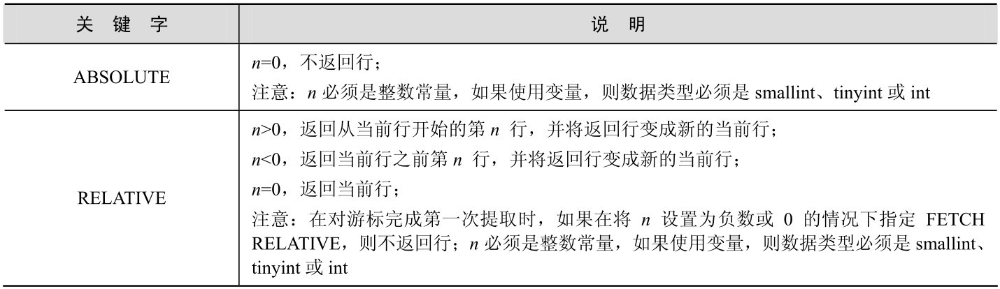 关 键 字 说 明
ABSOLUTE
n=0，不返回行；
注意：n 必须是整数常量，如果使用变量，则数据类型必须是 smallint、tinyint 或 int
RELATIVE
n>0，返回从当前行开始的第 n 行，并将返回行变成新的当前行；
n<0，返回当前行之前第 n 行，并将返回行变成新的当前行；
n=0，返回当前行；
注意：在对游标完成第一次提取时，如果在将 n 设置为负数或 0 的情况下指定 FETCH
RELATIVE，则不返回行；n 必须是整数常量，如果使用变量，则数据类型必须是 smallint、
tinyint 或 int